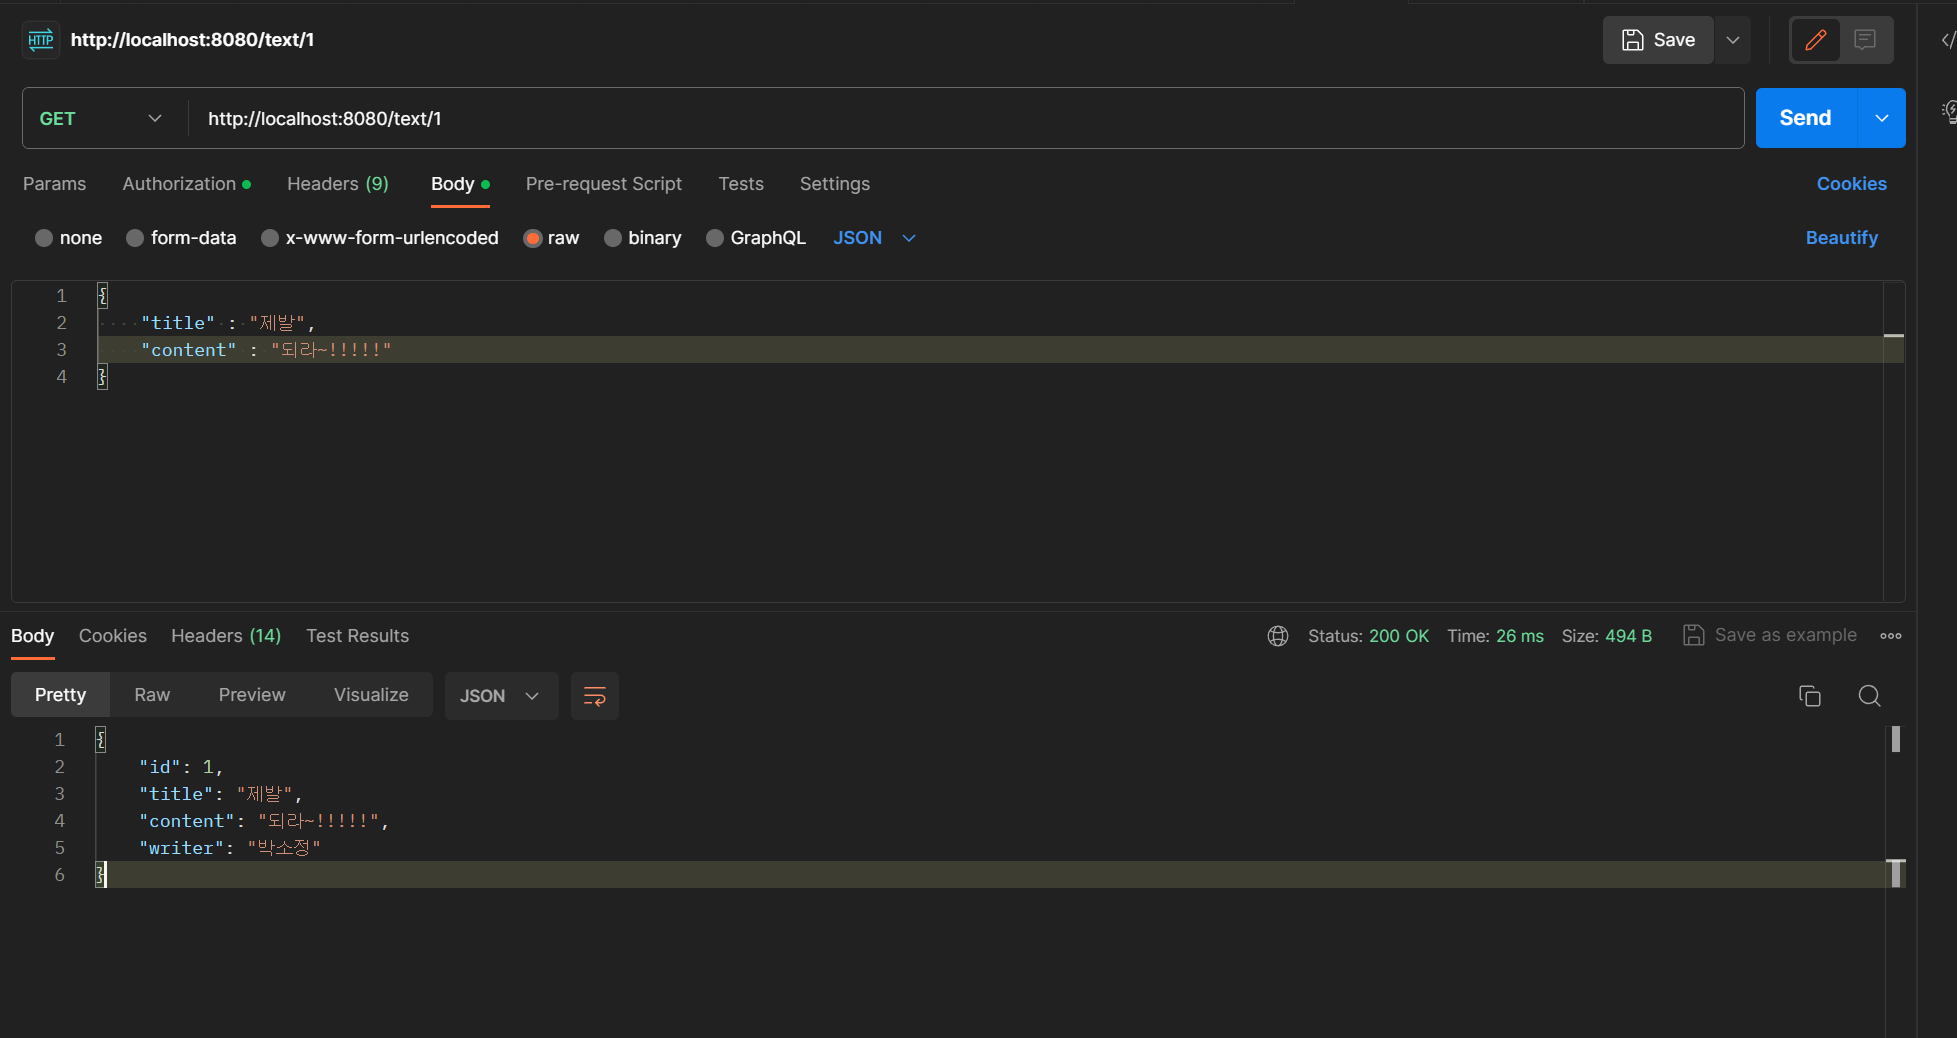 HTTP http://localhost:8080/text/1 Save
GET http://localhost:8080/text/1 Send
Params Authorization Headers (9) Body Pre-request Script Tests Settings Cookies
none form-data x-www-form-urlencoded raw binary GraphQL JSON Beautify
1 {
2 "title" : "제발",
3 "content" : "되라~!!!!!"
4 }
Body Cookies Headers (14) Test Results Status: 200 OK Time: 26 ms Size: 494 B Save as example
Pretty Raw Preview Visualize JSON
1 {
2 "id": 1,
3 "title": "제발",
4 "content": "되라~!!!!!",
5 "writer": "박소정"
6 }